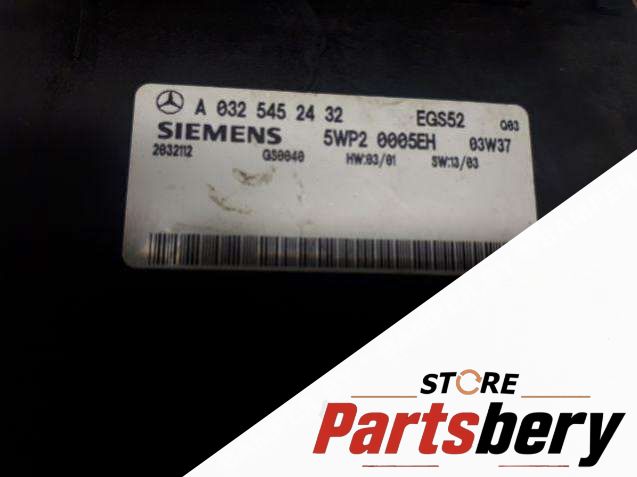 A 032 545 24 32 EGS52 Q03
SIEMENS 5WP2 0005EH 03W37
2032112 GS0040 HW:03/01 SW:13/03
STORE
Partsbery